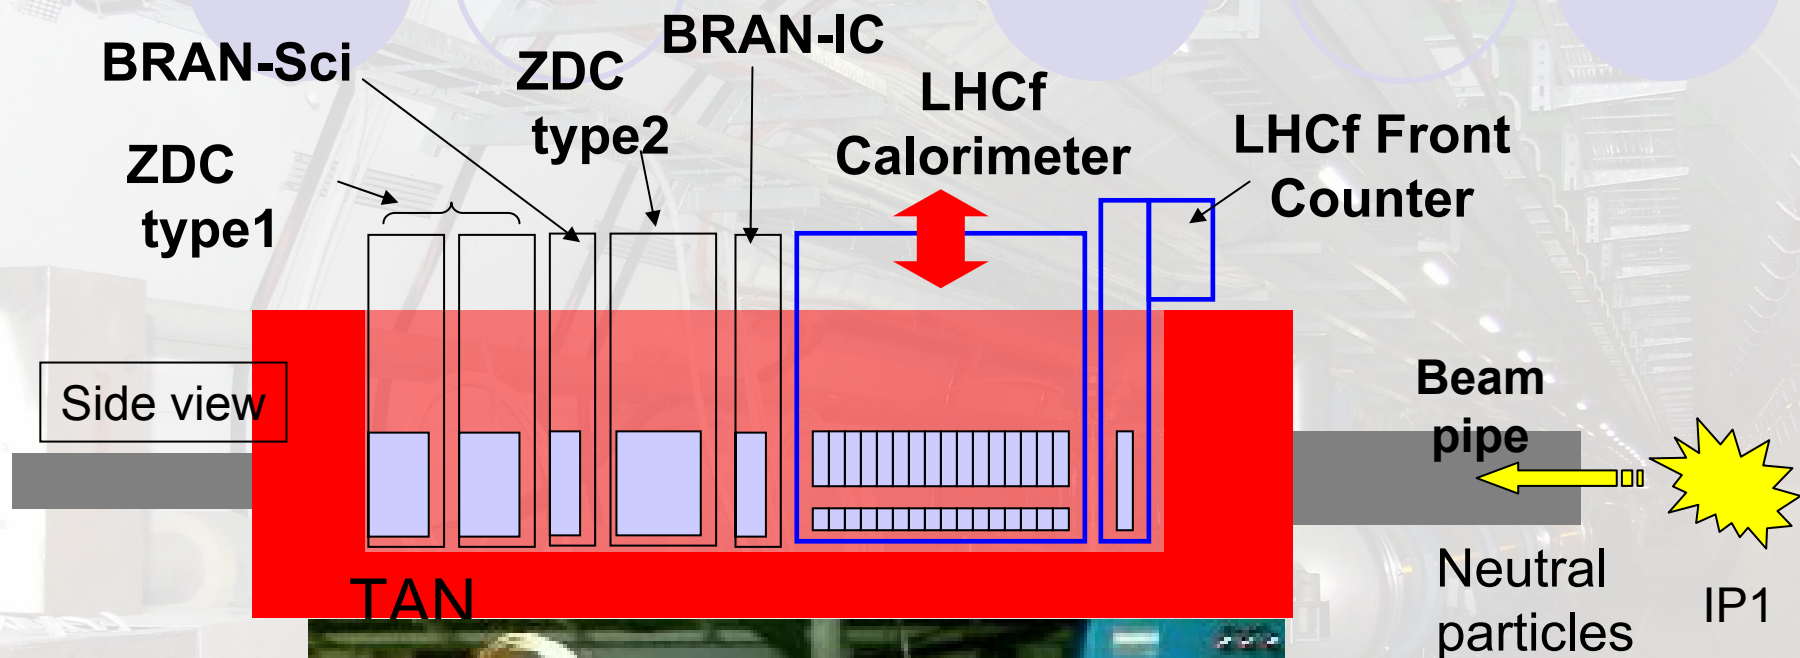 BRAN-Sci
ZDC
type2
BRAN-IC
LHCf
Calorimeter
LHCf Front
Counter
ZDC
type1
Side view
Beam
pipe
TAN
Neutral
particles
IP1